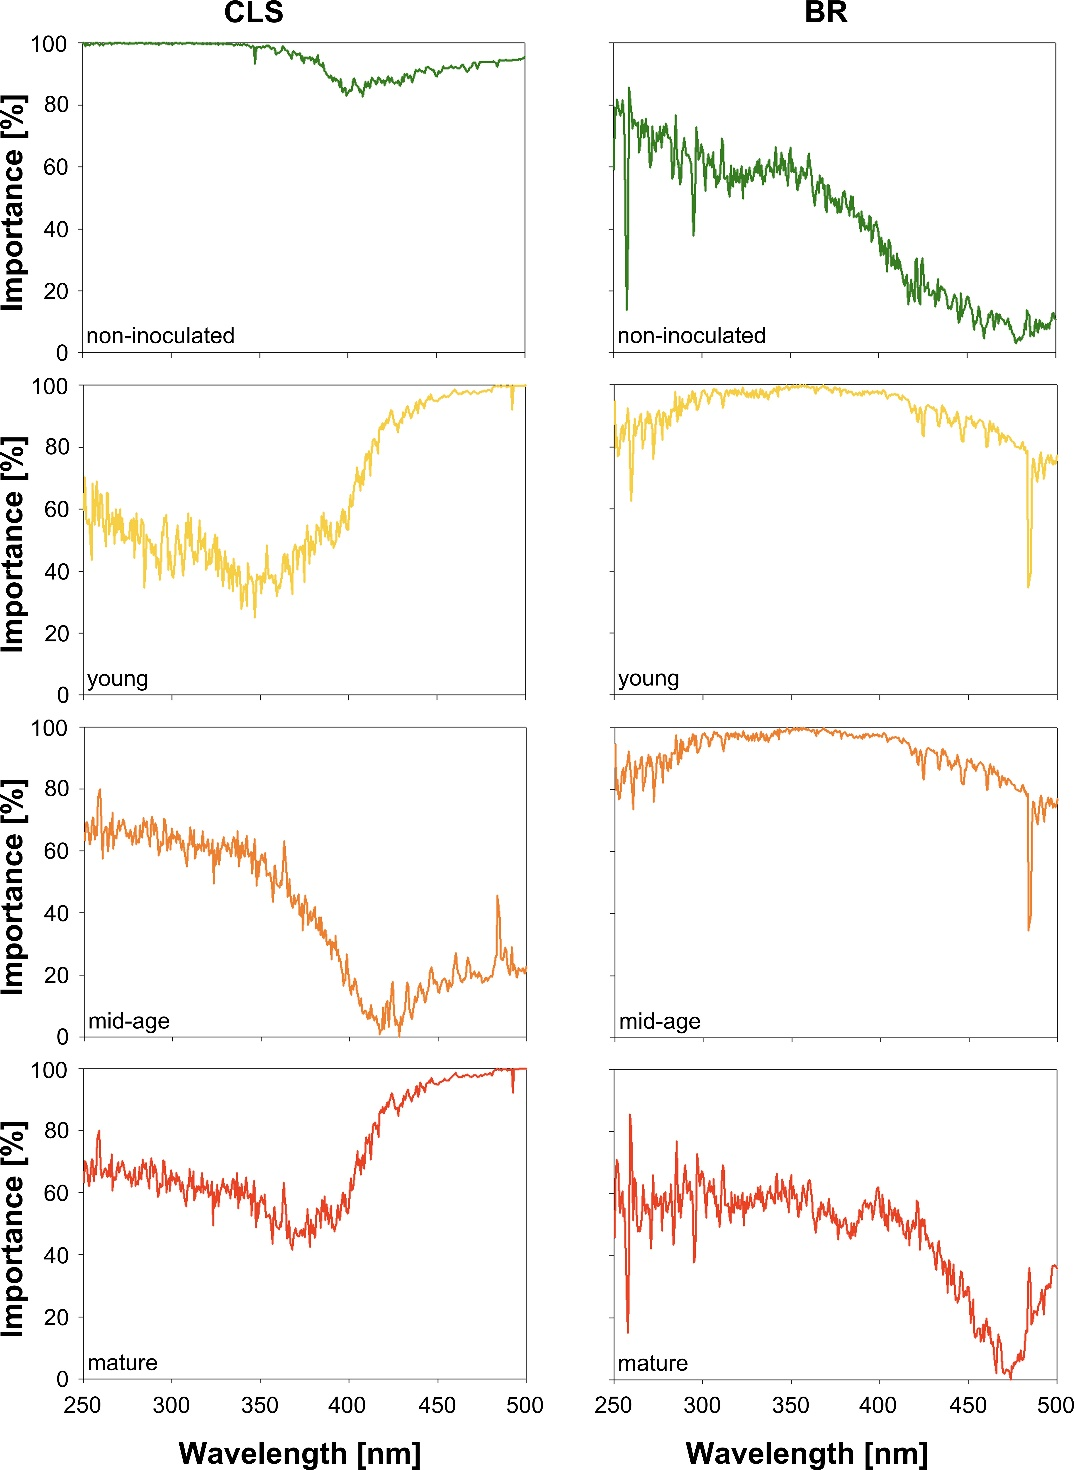 CLS
BR
Importance [%]
100
80
60
40
20
0
non-inoculated
non-inoculated
Importance [%]
100
80
60
40
20
0
young
young
Importance [%]
100
80
60
40
20
0
mid-age
mid-age
Importance [%]
100
80
60
40
20
0
mature
mature
250 300 350 400 450 500
250 300 350 400 450 500
Wavelength [nm]
Wavelength [nm]